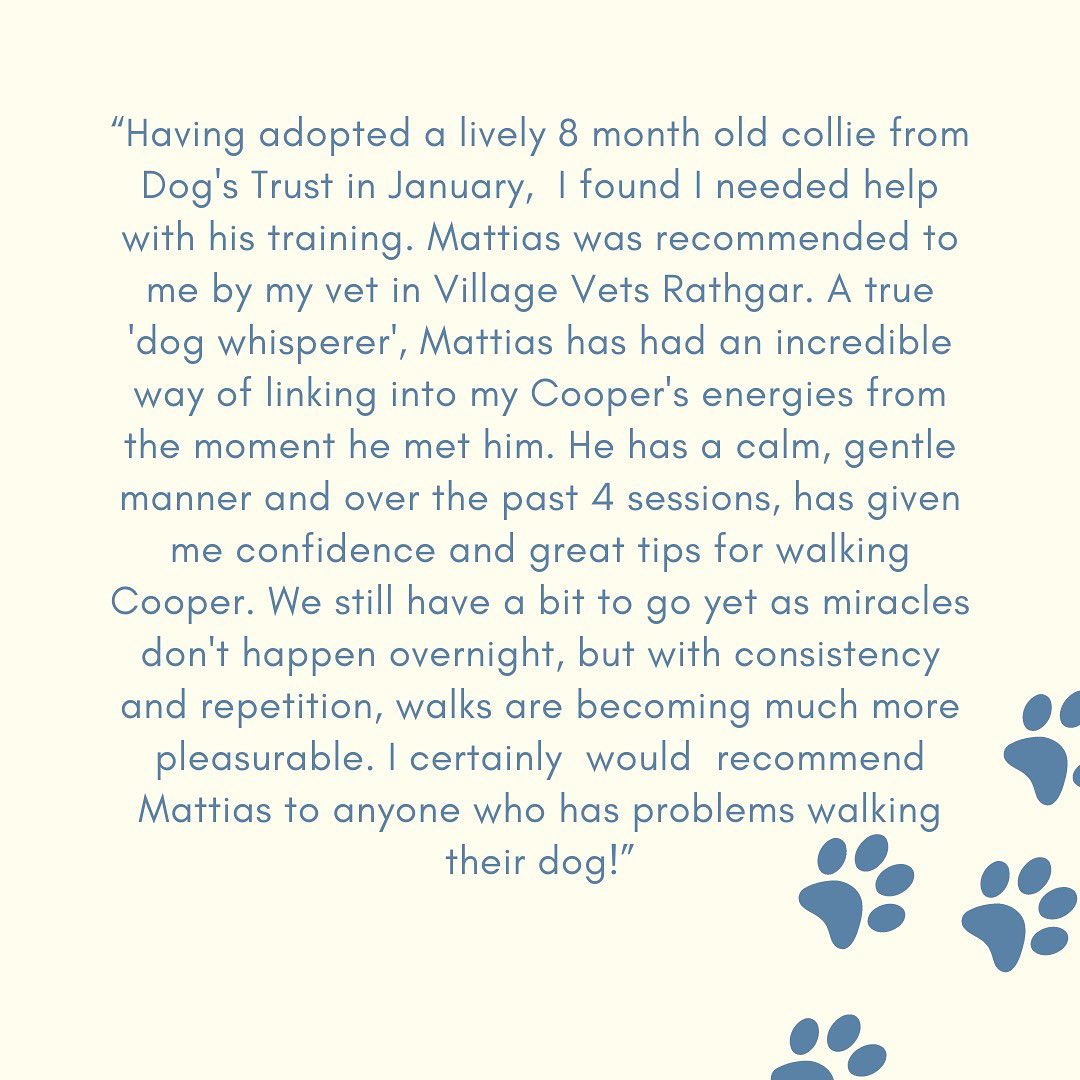 “Having adopted a lively 8 month old collie from
Dog's Trust in January,  I found I needed help
with his training. Mattias was recommended to
me by my vet in Village Vets Rathgar. A true
'dog whisperer', Mattias has had an incredible
way of linking into my Cooper's energies from
the moment he met him. He has a calm, gentle
manner and over the past 4 sessions, has given
me confidence and great tips for walking
Cooper. We still have a bit to go yet as miracles
don't happen overnight, but with consistency
and repetition, walks are becoming much more
pleasurable. I certainly  would  recommend
Mattias to anyone who has problems walking
their dog!”